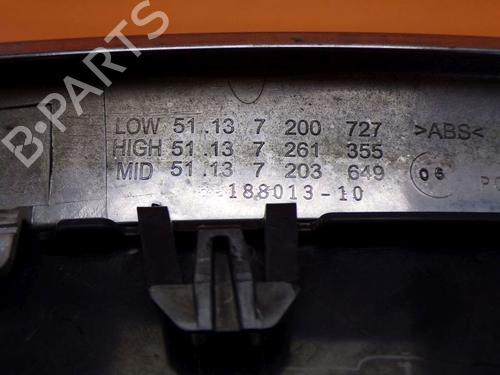 B-PARTS
LOW 51.13 7 200 727 >ABS<
HIGH 51.13 7 261 355
MID 51.13 7 203 649 06
188013-10